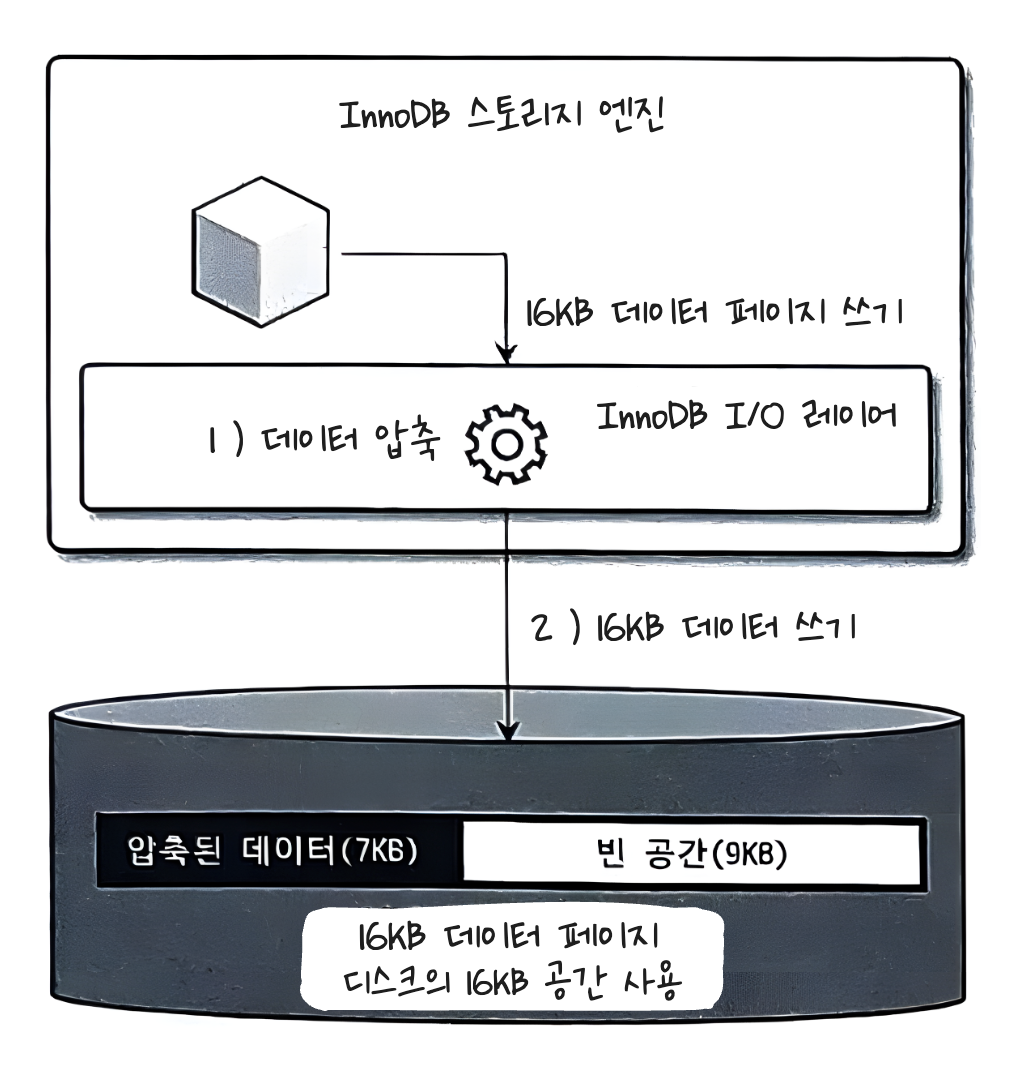 InnoDB 스토리지 엔진
16KB 데이터 페이지 쓰기
InnoDB I/O 레이어
1 ) 데이터 압축
2 ) 16KB 데이터 쓰기
압축된 데이터(7KB)
빈 공간(9KB)
16KB 데이터 페이지
디스크의 16KB 공간 사용